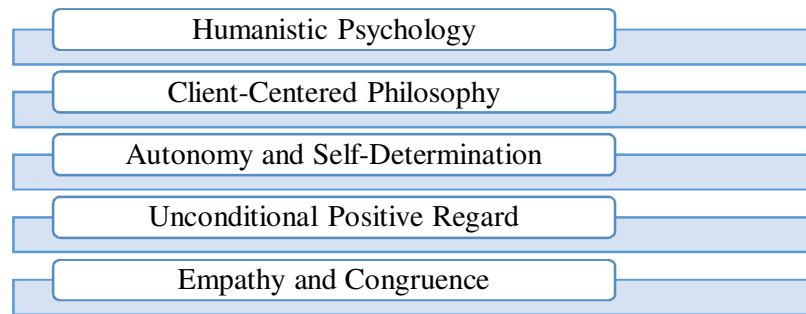 Humanistic Psychology
Client-Centered Philosophy
Autonomy and Self-Determination
Unconditional Positive Regard
Empathy and Congruence